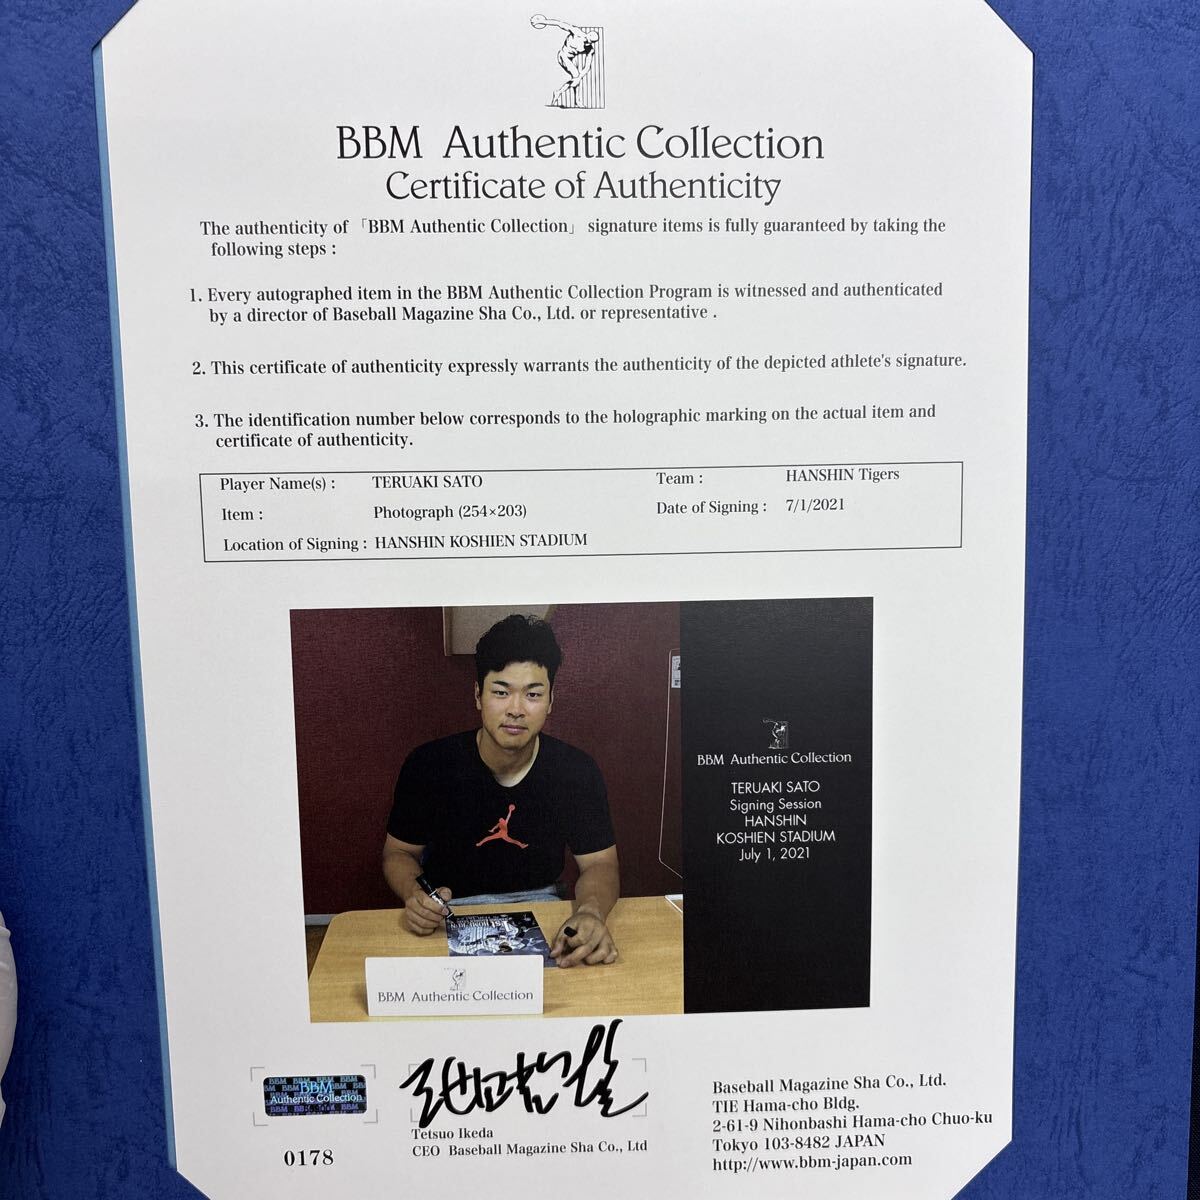 BBM Authentic Collection
Certificate of Authenticity
The authenticity of 「BBM Authentic Collection」 signature items is fully guaranteed by taking the
following steps :
1. Every autographed item in the BBM Authentic Collection Program is witnessed and authenticated
by a director of Baseball Magazine Sha Co., Ltd. or representative .
2. This certificate of authenticity expressly warrants the authenticity of the depicted athlete's signature.
3. The identification number below corresponds to the holographic marking on the actual item and
certificate of authenticity.
Player Name(s) : TERUAKI SATO Team : HANSHIN Tigers
Item : Photograph (254×203) Date of Signing : 7/1/2021
Location of Signing : HANSHIN KOSHIEN STADIUM
BBM Authentic Collection
TERUAKI SATO
Signing Session
HANSHIN
KOSHIEN STADIUM
July 1, 2021
BBM Authentic Collection
BBM
Authentic Collection
0178
Tetsuo Ikeda
CEO Baseball Magazine Sha Co., Ltd
Baseball Magazine Sha Co., Ltd.
TIE Hama-cho Bldg.
2-61-9 Nihonbashi Hama-cho Chuo-ku
Tokyo 103-8482 JAPAN
http://www.bbm-japan.com